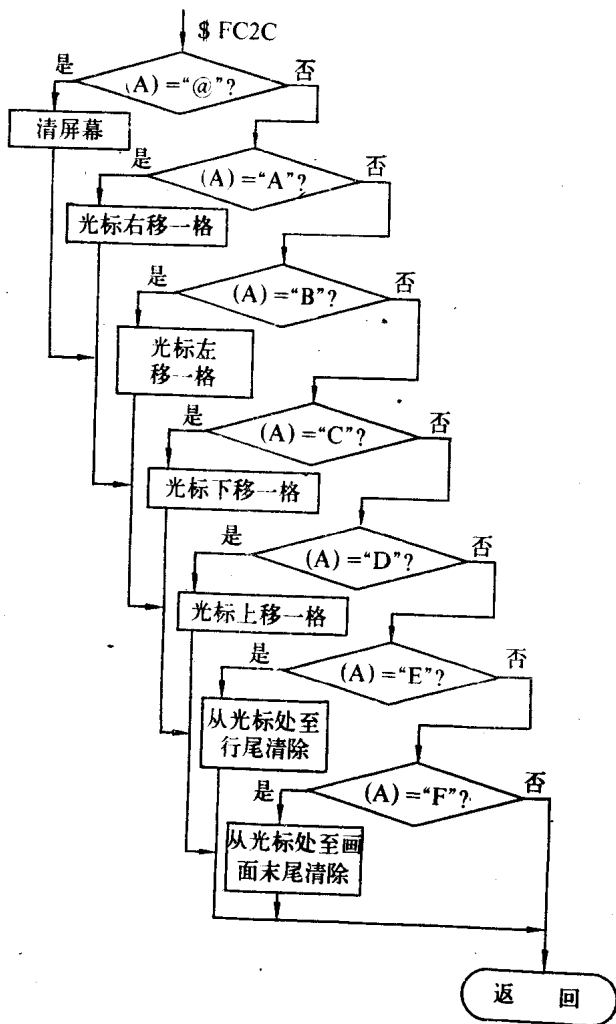 $ FC2C
是
(A) =“@”?
否
清屏幕
是
(A) =“A”?
否
光标右移一格
是
(A) =“B”?
否
光标左
移一格
是
(A) =“C”?
否
光标下移一格
是
(A) =“D”?
否
光标上移一格
是
(A) =“E”?
否
从光标处至
行尾清除
是
(A) =“F”?
否
从光标处至画
面末尾清除
返 回